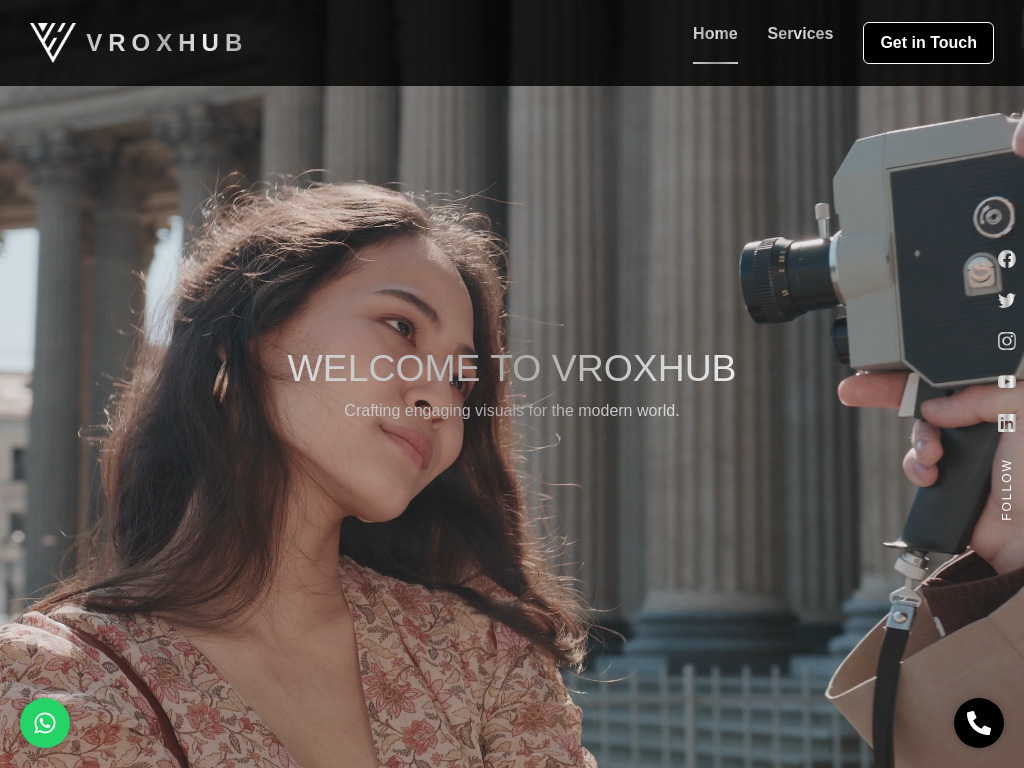 VROXHUB
Home
Services
Get in Touch
WELCOME TO VROXHUB
Crafting engaging visuals for the modern world.
FOLLOW